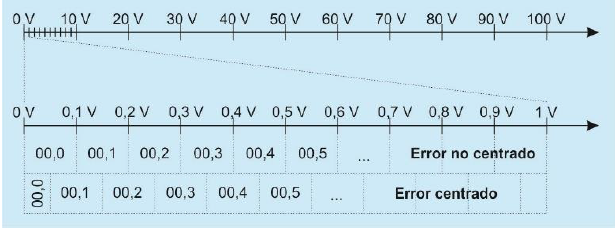 0 V 10 V 20 V 30 V 40 V 50 V 60 V 70 V 80 V 90 V 100 V
0 V 0,1 V 0,2 V 0,3 V 0,4 V 0,5 V 0,6 V 0,7 V 0,8 V 0,9 V 1 V
00,0 00,1 00,2 00,3 00,4 00,5 ... Error no centrado
00,0 00,1 00,2 00,3 00,4 00,5 ... Error centrado